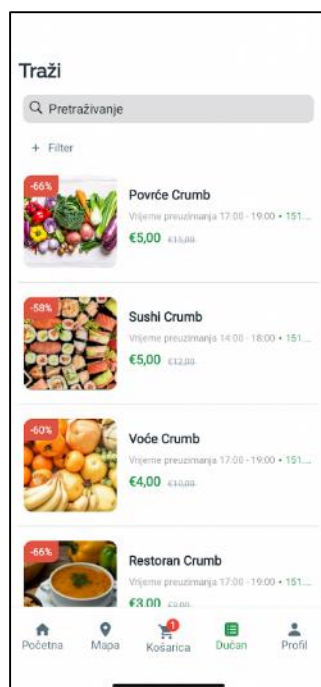 Traži
Pretraživanje
+ Filter
-66%
Povrće Crumb
Vrijeme preuzimanja 17:00 - 19:00 • 151....
€5,00 €15,00
-58%
Sushi Crumb
Vrijeme preuzimanja 14:00 - 18:00 • 151....
€5,00 €12,00
-60%
Voće Crumb
Vrijeme preuzimanja 17:00 - 19:00 • 151....
€4,00 €10,00
-66%
Restoran Crumb
Vrijeme preuzimanja 17:00 - 19:00 • 151....
€3,00 €9,00
1
Početna Mapa Košarica Dućan Profil